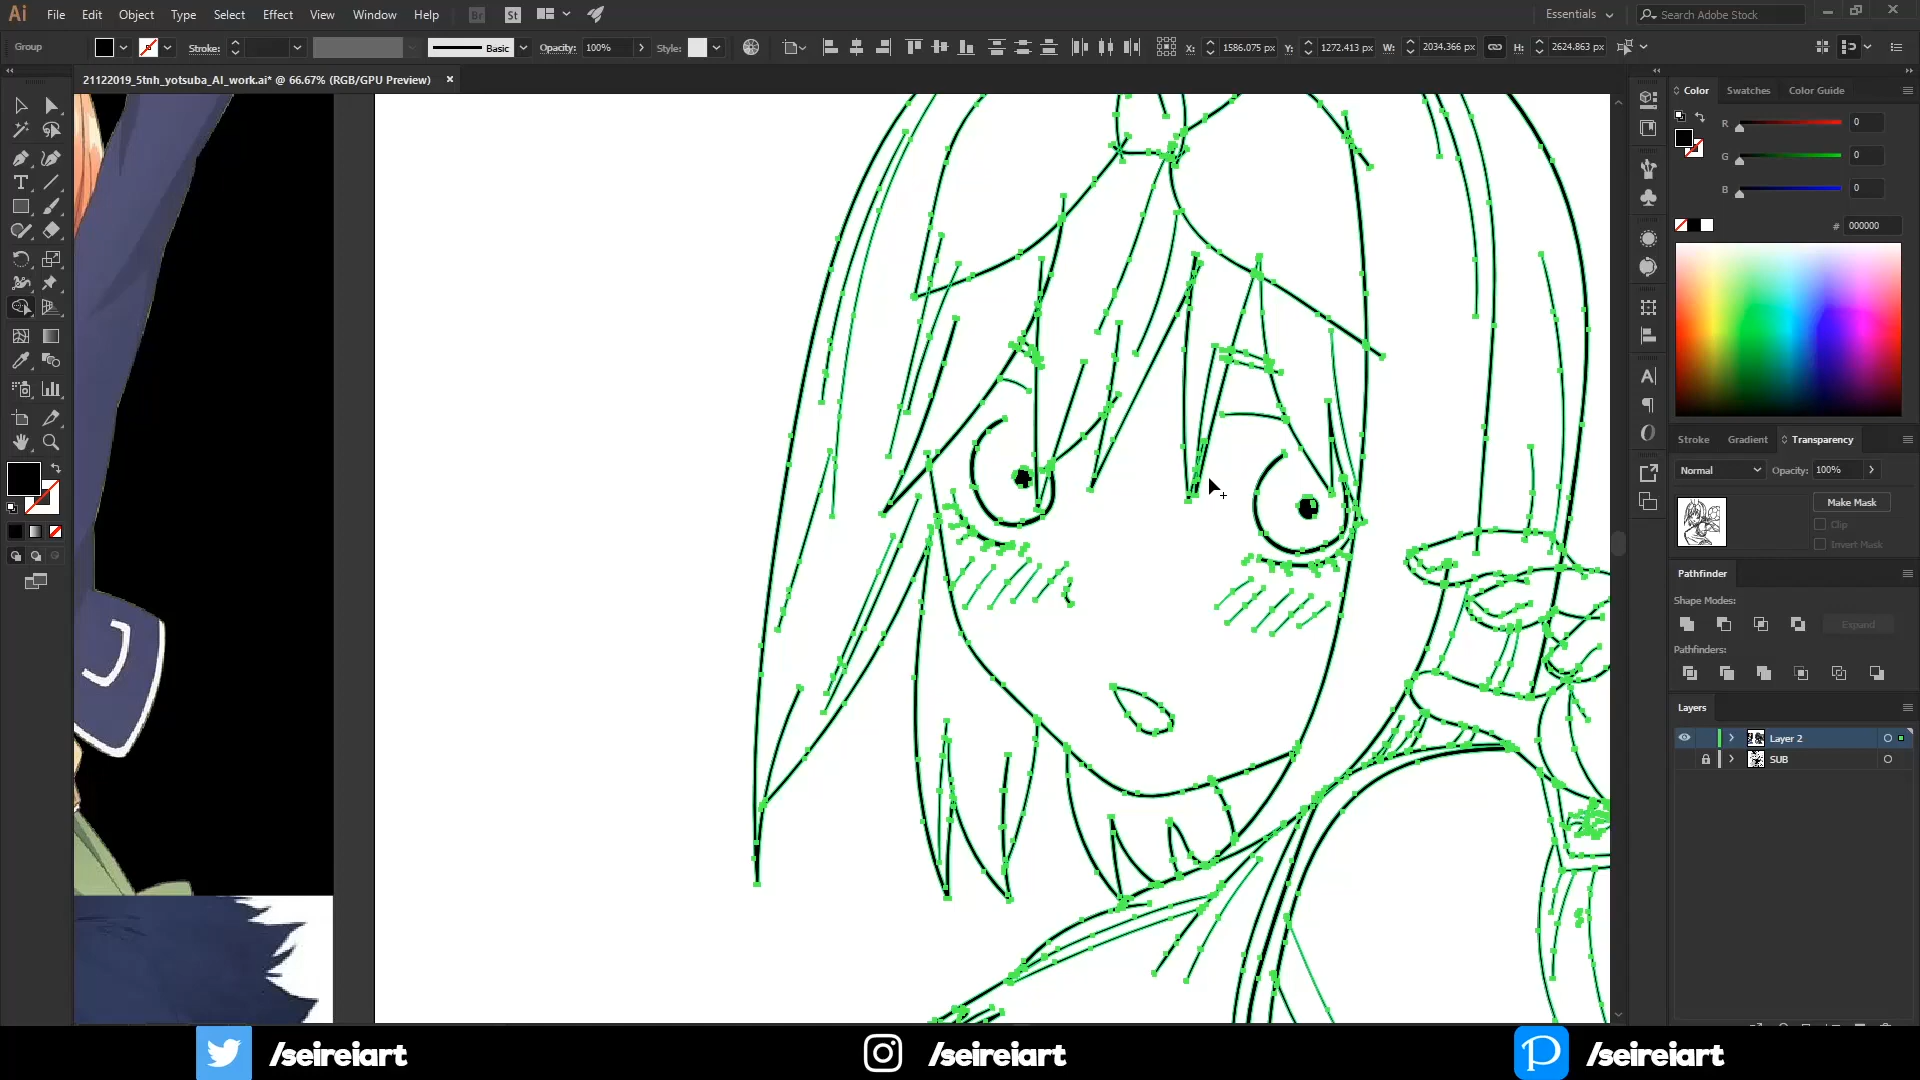 Ai File Edit Object Type Select Effect View Window Help Br St Essentials Search Adobe Stock
Group Stroke: Basic Opacity: 100% Style: X: 1586.075 px Y: 1272.413 px W: 2034.366 px H: 2624.863 px
21122019_5tnh_yotsuba_AI_work.ai* @ 66.67% (RGB/GPU Preview) ×
Color Swatches Color Guide
R 0
G 0
B 0
# 000000
Stroke Gradient Transparency
Normal Opacity: 100%
Make Mask
Clip
Invert Mask
Pathfinder
Shape Modes:
Expand
Pathfinders:
Layers
Layer 2
SUB
/seireiart /seireiart /seireiart